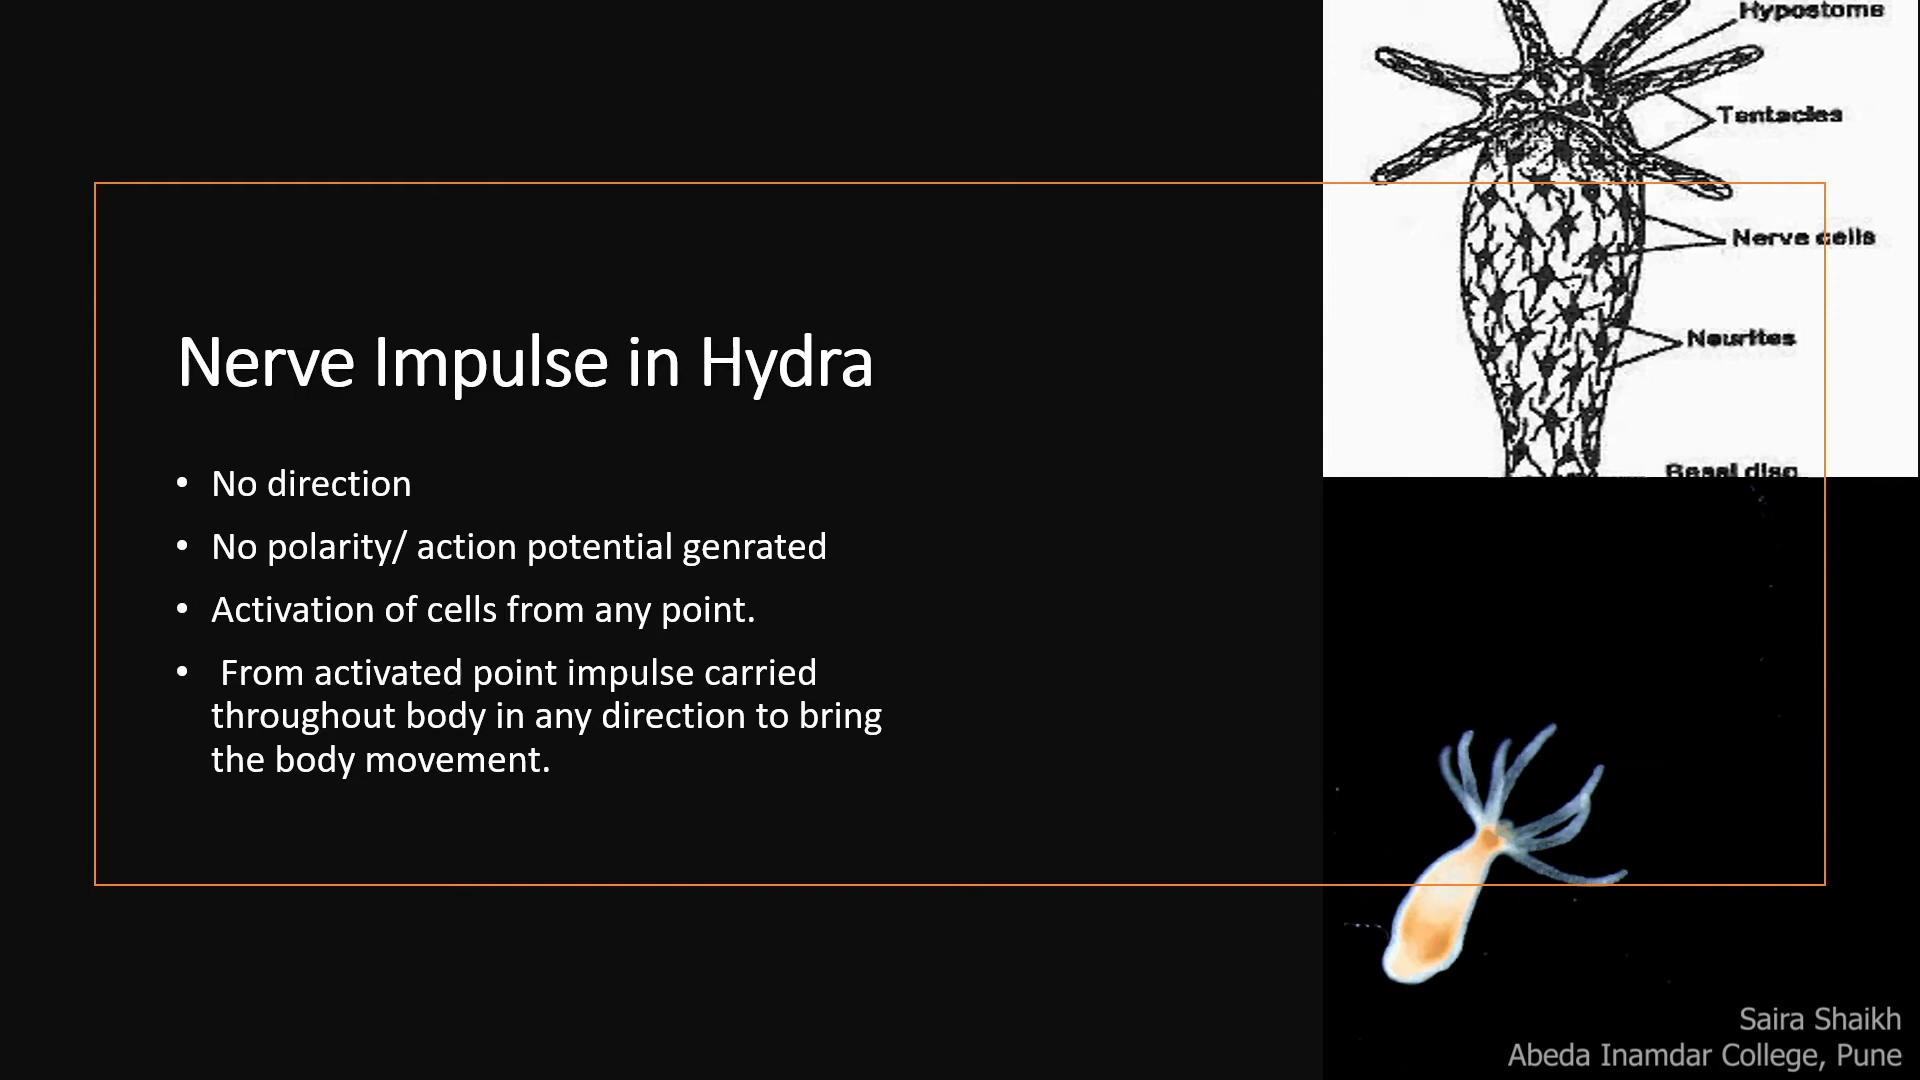 Nerve Impulse in Hydra
• No direction
• No polarity/ action potential genrated
• Activation of cells from any point.
• From activated point impulse carried
throughout body in any direction to bring
the body movement.
Hypostome
Tentacles
Nerve cells
Neurites
Basal disc
Saira Shaikh
Abeda Inamdar College, Pune